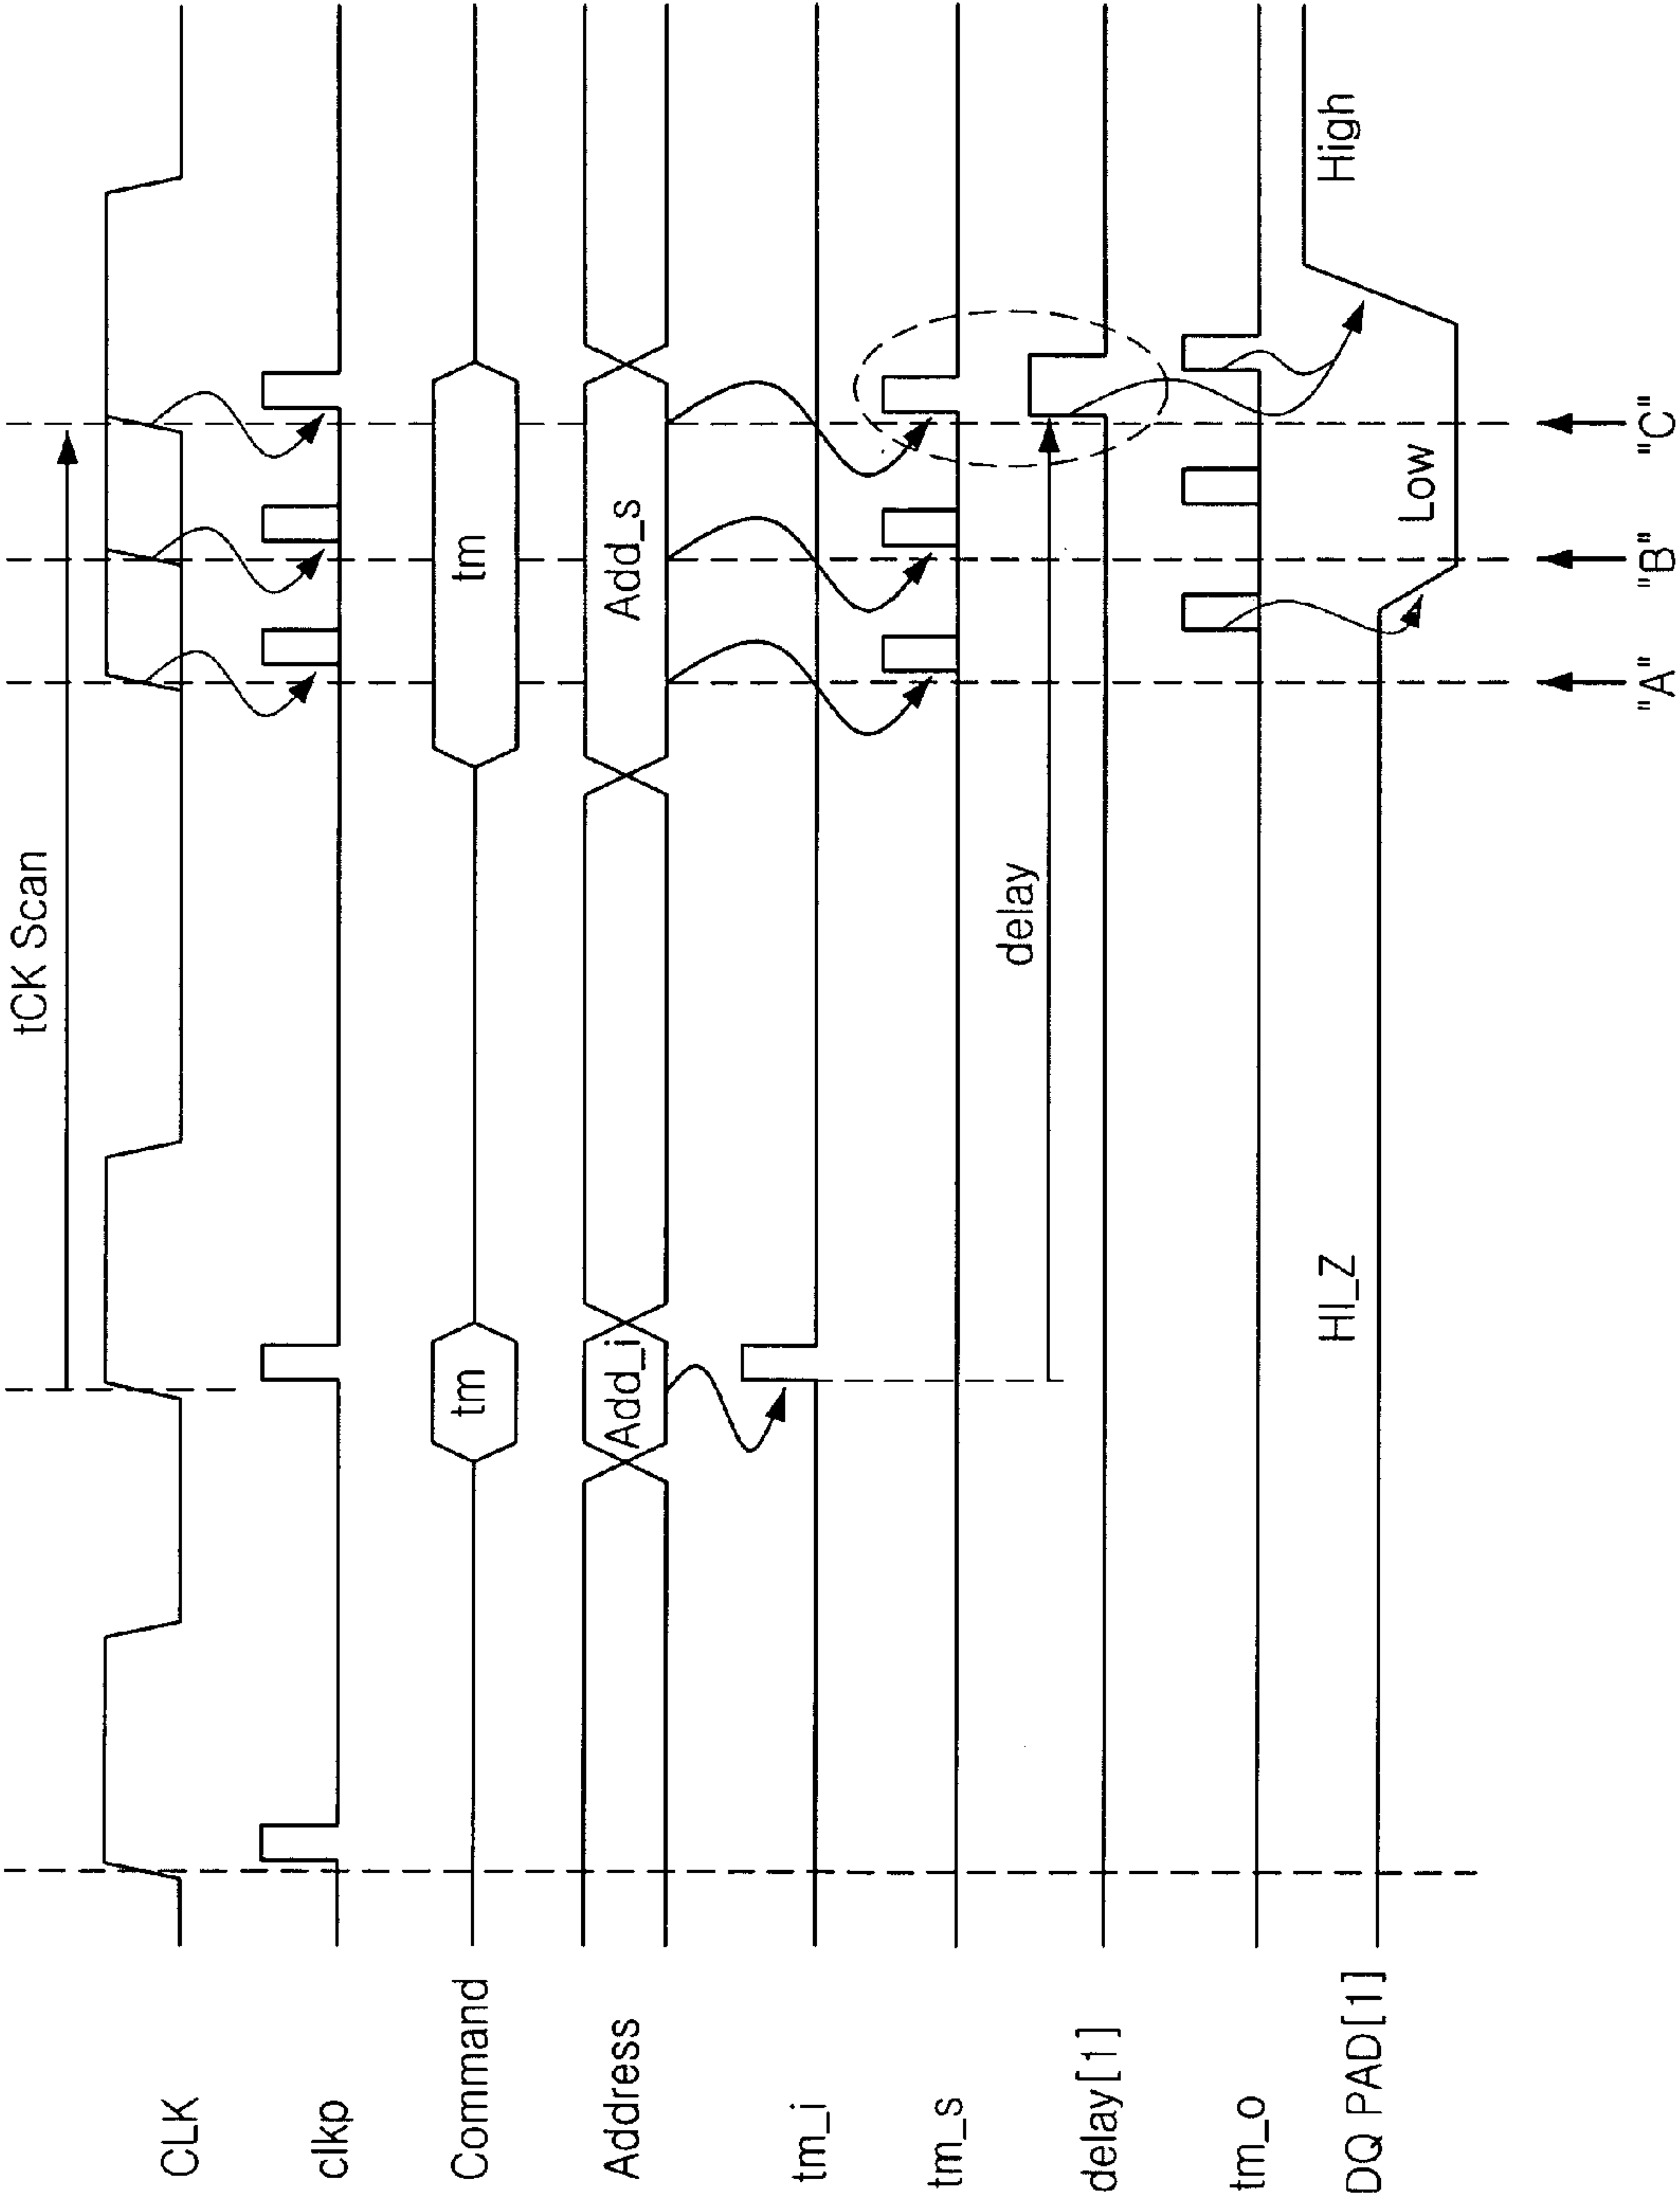 tCK Scan
CLK
clkp
Command
tm
tm
Address
Add_i
Add_s
tm_i
tm_s
delay
delay[1]
tm_o
DQ PAD[1]
HI_Z
Low
High
"A"
"B"
"C"